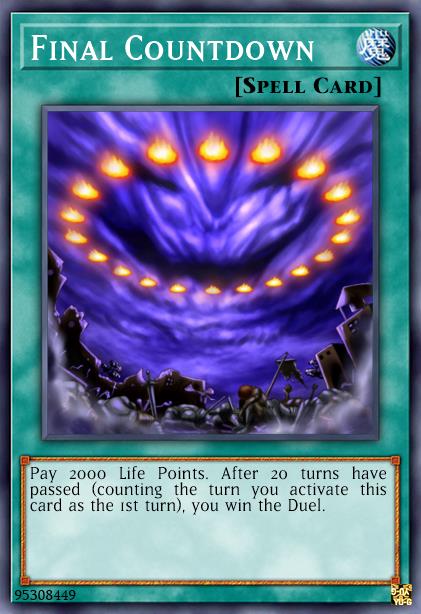 Final Countdown
魔
[Spell Card]
Pay 2000 Life Points. After 20 turns have
passed (counting the turn you activate this
card as the 1st turn), you win the Duel.
95308449